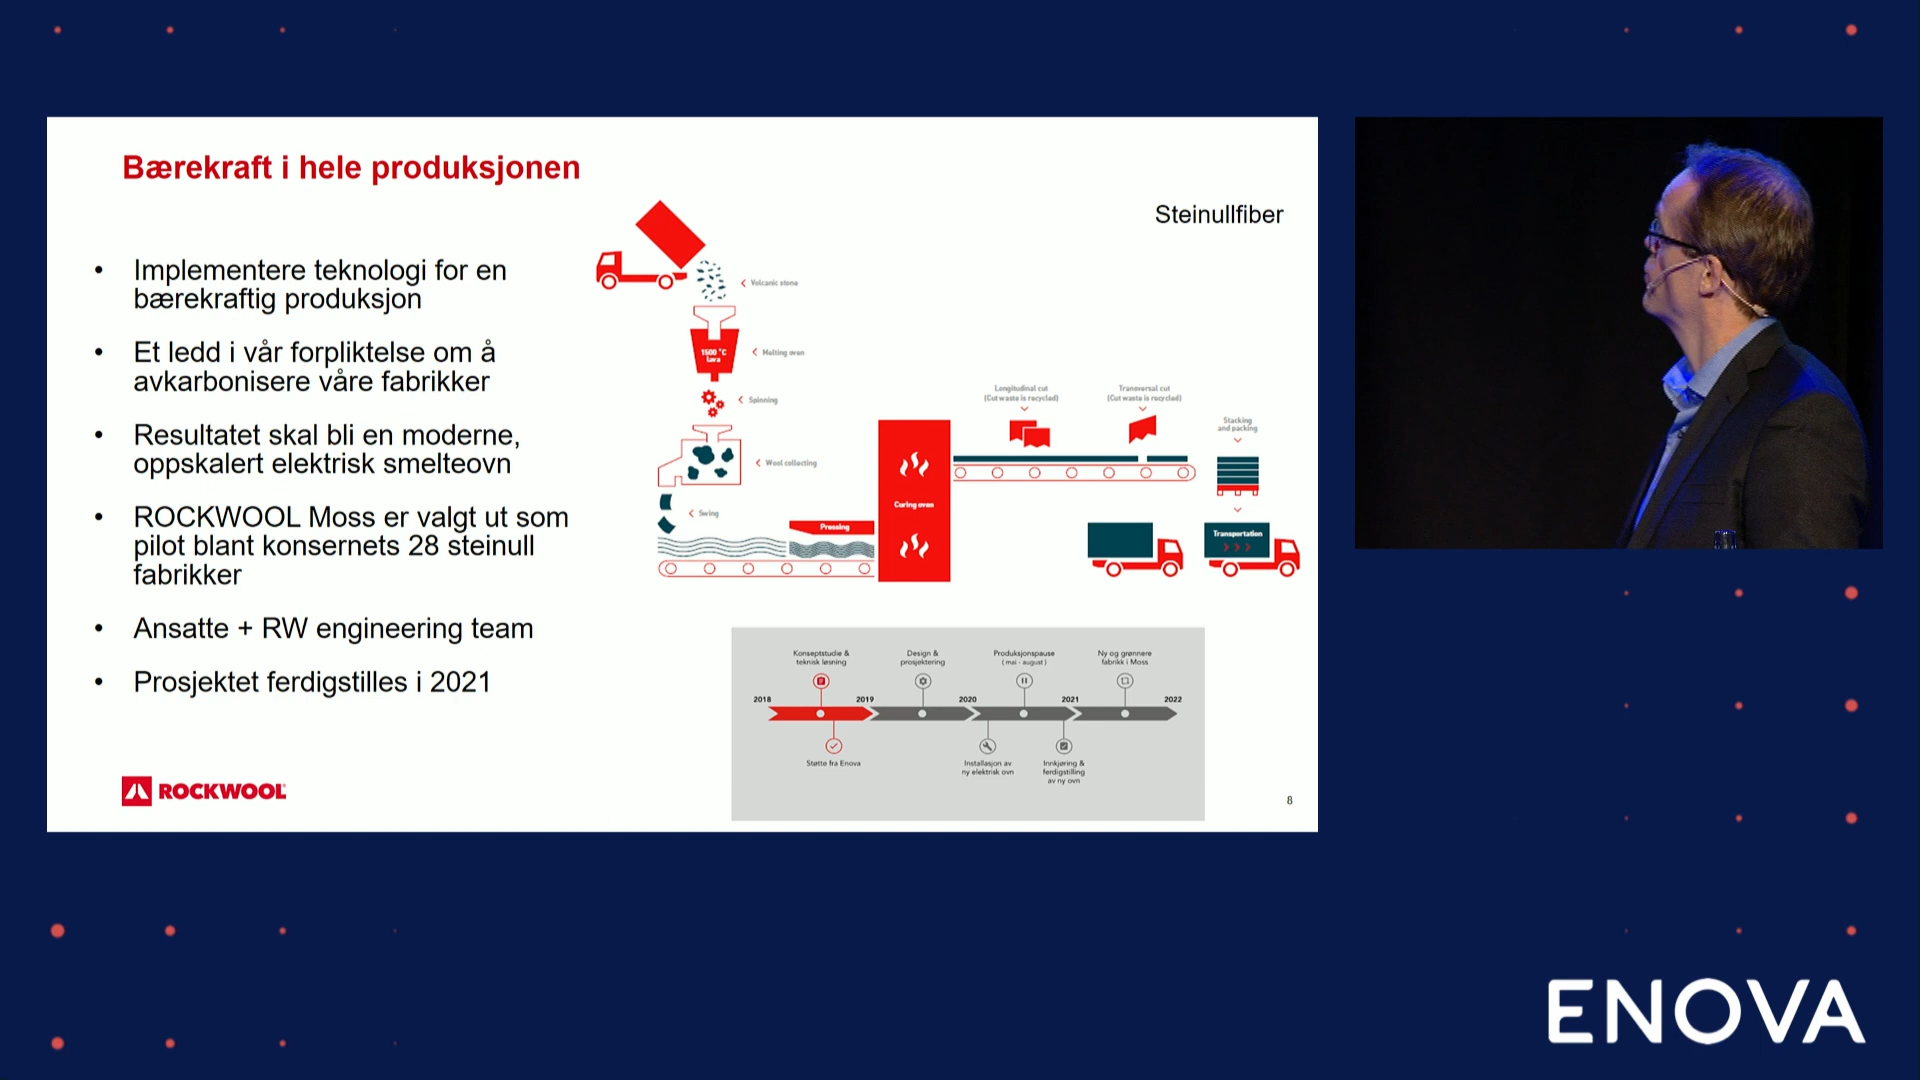 Bærekraft i hele produksjonen
Steinullfiber
• Implementere teknologi for en
bærekraftig produksjon
• Et ledd i vår forpliktelse om å
avkarbonisere våre fabrikker
• Resultatet skal bli en moderne,
oppskalert elektrisk smelteovn
• ROCKWOOL Moss er valgt ut som
pilot blant konsernets 28 steinull
fabrikker
• Ansatte + RW engineering team
• Prosjektet ferdigstilles i 2021
Volcanic stone
1500 °C
lava
Melting oven
Spinning
Wool collecting
Swing
Pressing
Curing oven
Longitudinal cut
(Cut waste is recycled)
Transversal cut
(Cut waste is recycled)
Stacking
and packing
Transportation
Konseptstudie &
teknisk løsning
Design &
prosjektering
Produksjonspause
( mai - august )
Ny og grønnere
fabrikk i Moss
2018 2019 2020 2021 2022
Støtte fra Enova
Installasjon av
ny elektrisk ovn
Innkjøring &
ferdigstilling
av ny ovn
ROCKWOOL
8
ENOVA